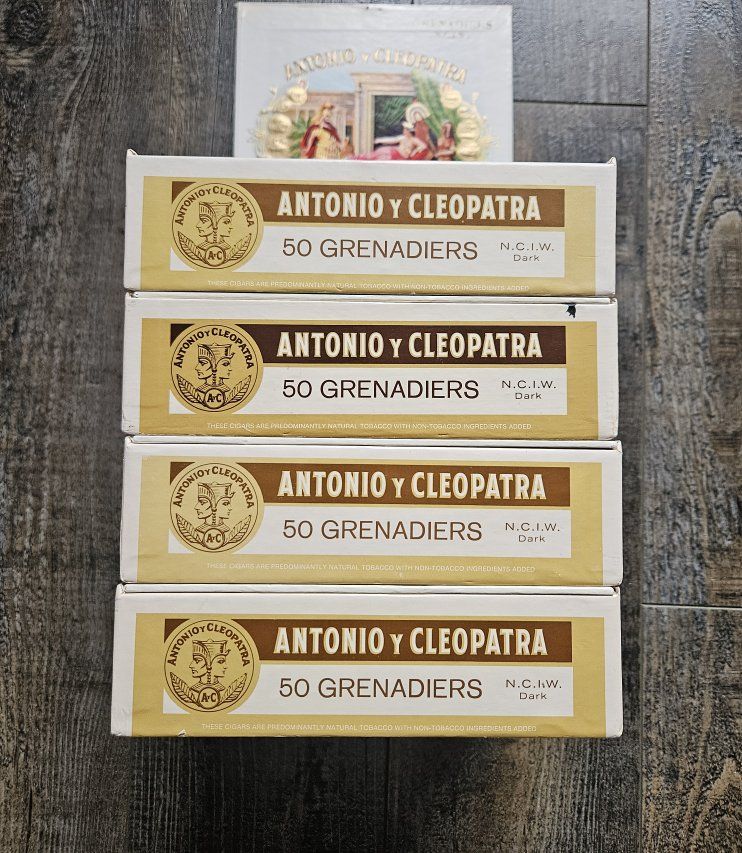 GRENADIERS
ANTONIO Y CLEOPATRA
ANTONIO Y CLEOPATRA
A·C
ANTONIO Y CLEOPATRA
50 GRENADIERS
N.C.I.W.
Dark
THESE CIGARS ARE PREDOMINANTLY NATURAL TOBACCO WITH NON-TOBACCO INGREDIENTS ADDED
ANTONIO Y CLEOPATRA
A·C
ANTONIO Y CLEOPATRA
50 GRENADIERS
N.C.I.W.
Dark
THESE CIGARS ARE PREDOMINANTLY NATURAL TOBACCO WITH NON-TOBACCO INGREDIENTS ADDED
ANTONIO Y CLEOPATRA
A·C
ANTONIO Y CLEOPATRA
50 GRENADIERS
N.C.I.W.
Dark
THESE CIGARS ARE PREDOMINANTLY NATURAL TOBACCO WITH NON-TOBACCO INGREDIENTS ADDED
ANTONIO Y CLEOPATRA
A·C
ANTONIO Y CLEOPATRA
50 GRENADIERS
N.C.I.W.
Dark
THESE CIGARS ARE PREDOMINANTLY NATURAL TOBACCO WITH NON-TOBACCO INGREDIENTS ADDED